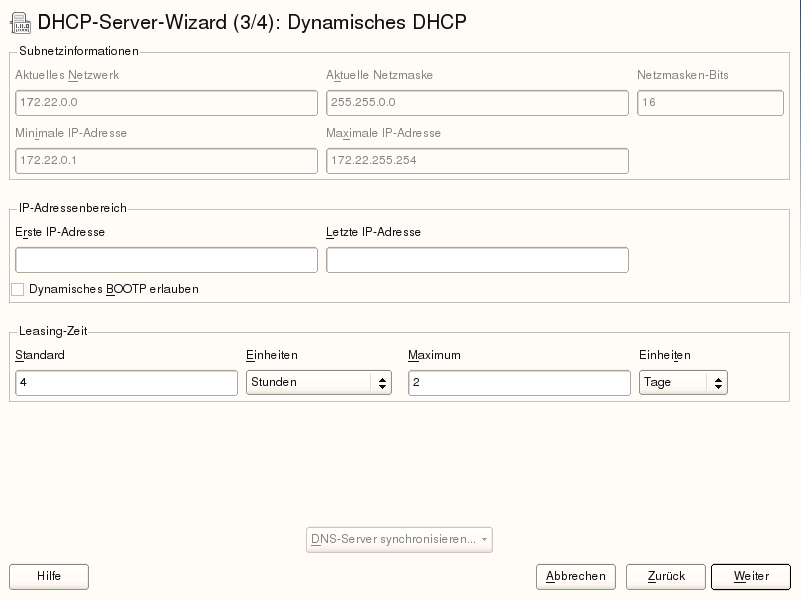 DHCP-Server-Wizard (3/4): Dynamisches DHCP
Subnetzinformationen
Aktuelles Netzwerk Aktuelle Netzmaske Netzmasken-Bits
172.22.0.0 255.255.0.0 16
Minimale IP-Adresse Maximale IP-Adresse
172.22.0.1 172.22.255.254
IP-Adressenbereich
Erste IP-Adresse Letzte IP-Adresse
Dynamisches BOOTP erlauben
Leasing-Zeit
Standard Einheiten Maximum Einheiten
4 Stunden 2 Tage
DNS-Server synchronisieren...
Hilfe Abbrechen Zurück Weiter